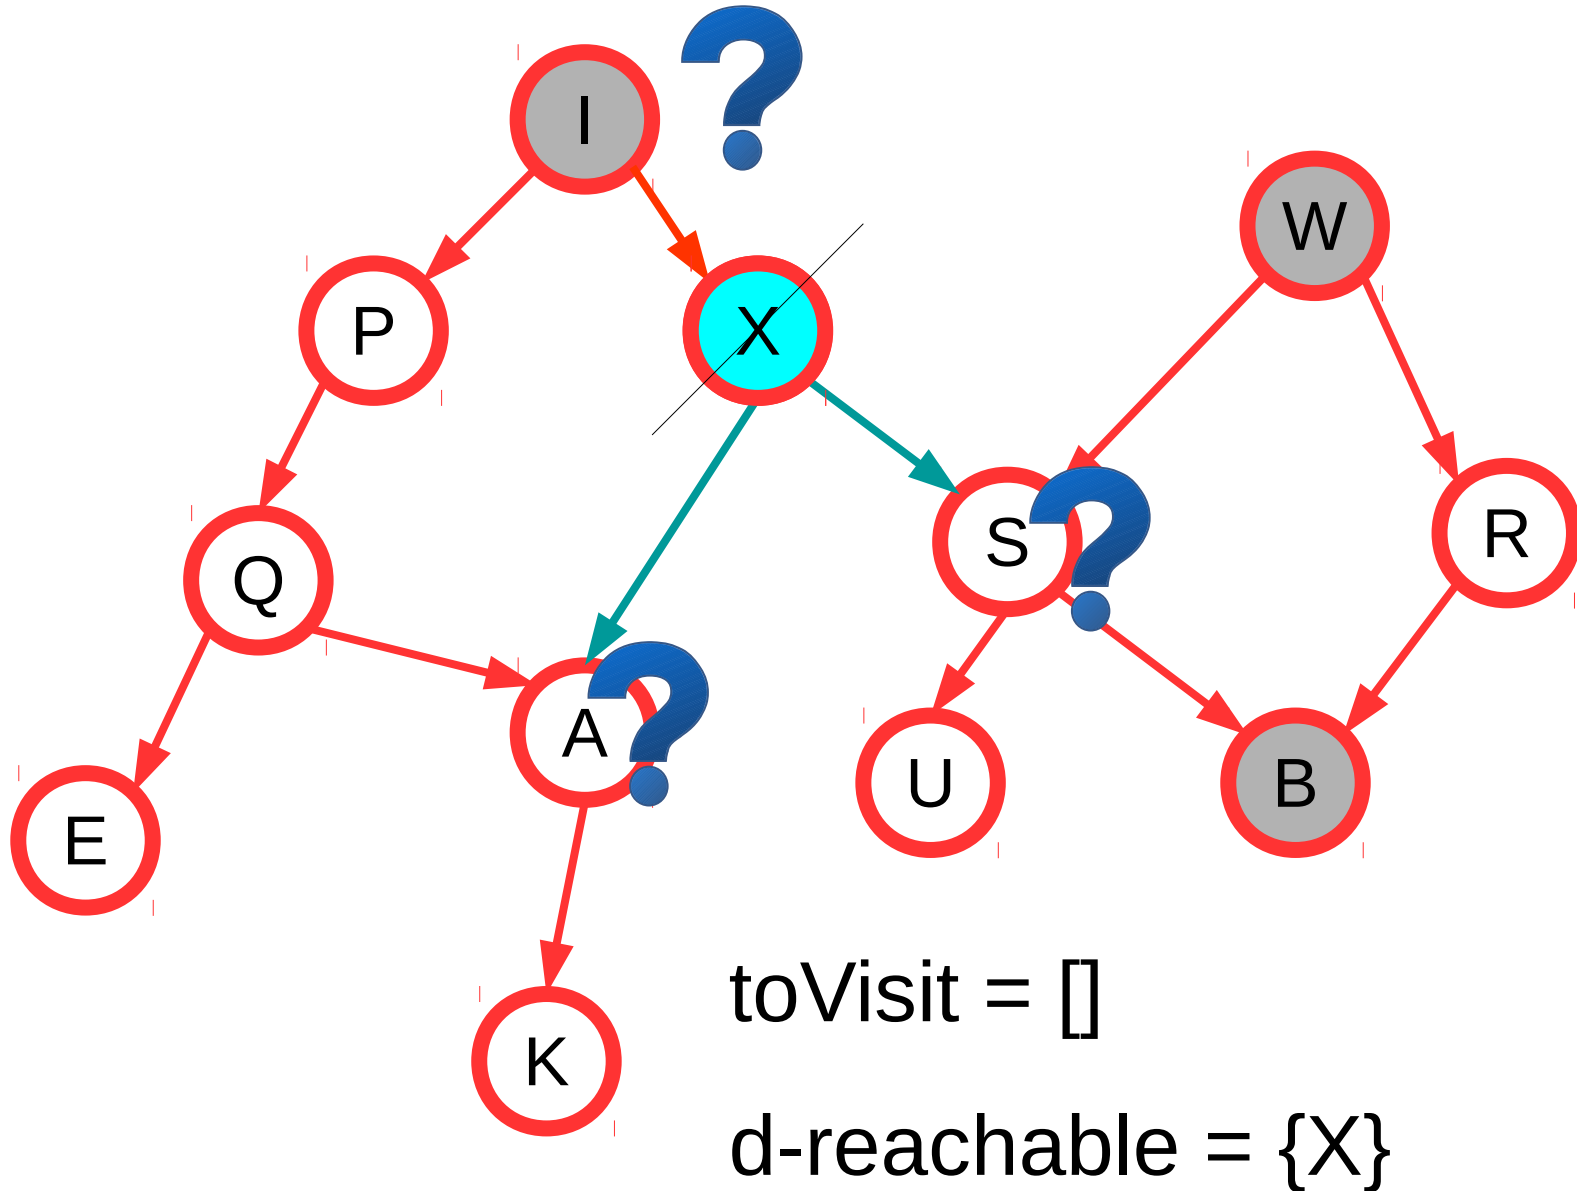 I
?
W
P
X
S
?
R
Q
A
?
U
B
E
K
toVisit = []
d-reachable = {X}